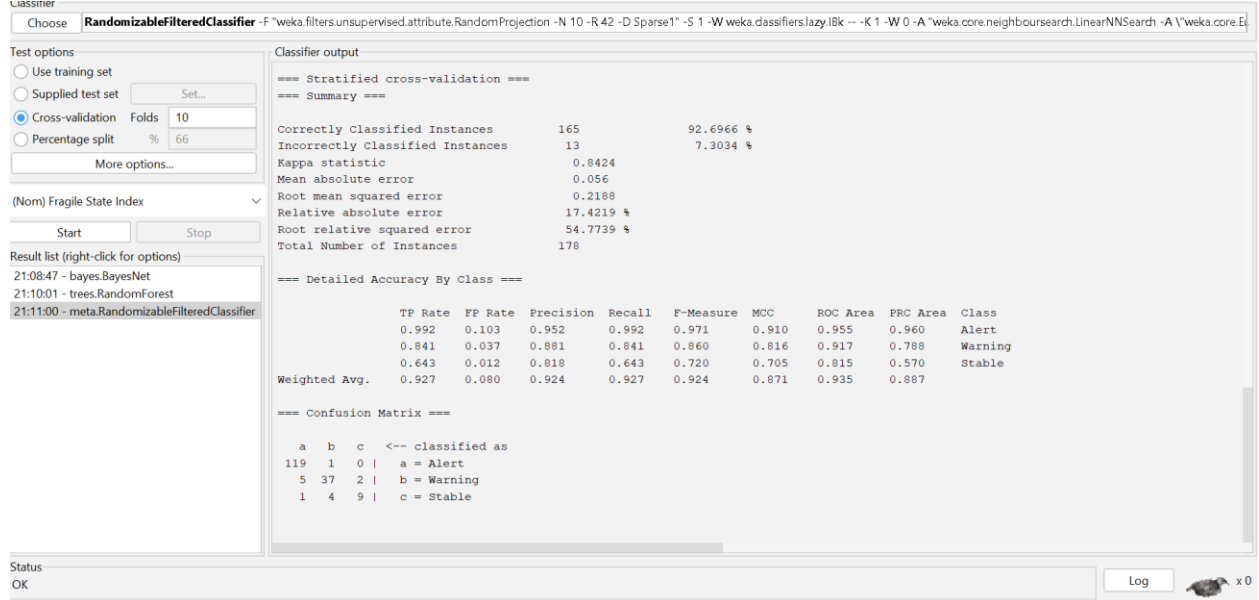 Classifier
Choose RandomizableFilteredClassifier -F "weka.filters.unsupervised.attribute.RandomProjection -N 10 -R 42 -D Sparse1" -S 1 -W weka.classifiers.lazy.IBk -- -K 1 -W 0 -A "weka.core.neighboursearch.LinearNNSearch -A \"weka.core.Eu
Test options
Use training set
Supplied test set Set...
Cross-validation Folds 10
Percentage split % 66
More options...
(Nom) Fragile State Index
Start Stop
Result list (right-click for options)
21:08:47 - bayes.BayesNet
21:10:01 - trees.RandomForest
21:11:00 - meta.RandomizableFilteredClassifier
Classifier output
=== Stratified cross-validation ===
=== Summary ===
Correctly Classified Instances 165 92.6966 %
Incorrectly Classified Instances 13 7.3034 %
Kappa statistic 0.8424
Mean absolute error 0.056
Root mean squared error 0.2188
Relative absolute error 17.4219 %
Root relative squared error 54.7739 %
Total Number of Instances 178
=== Detailed Accuracy By Class ===
TP Rate FP Rate Precision Recall F-Measure MCC ROC Area PRC Area Class
0.992 0.103 0.952 0.992 0.971 0.910 0.955 0.960 Alert
0.841 0.037 0.881 0.841 0.860 0.816 0.917 0.788 Warning
0.643 0.012 0.818 0.643 0.720 0.705 0.815 0.570 Stable
Weighted Avg. 0.927 0.080 0.924 0.927 0.924 0.871 0.935 0.887
=== Confusion Matrix ===
a b c <-- classified as
119 1 0 | a = Alert
5 37 2 | b = Warning
1 4 9 | c = Stable
Status
OK
Log x 0